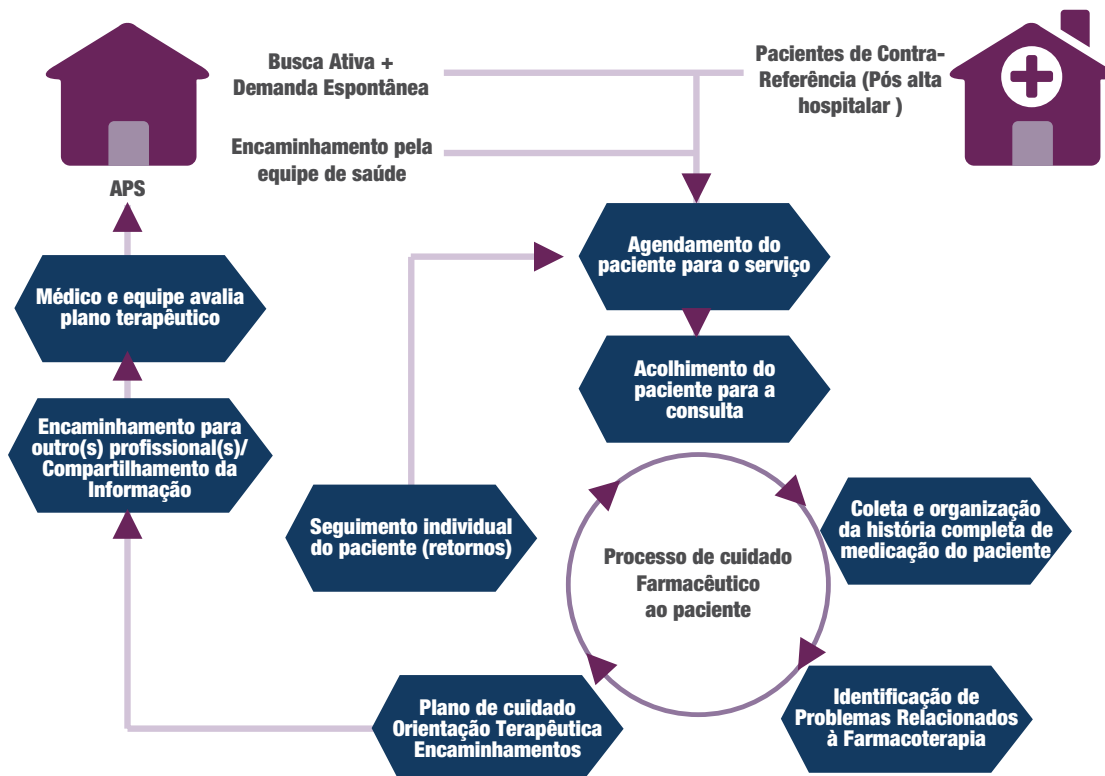 Busca Ativa +
Demanda Espontânea
Pacientes de Contra-
Referência (Pós alta
hospitalar )
Encaminhamento pela
equipe de saúde
APS
Agendamento do
paciente para o serviço
Médico e equipe avalia
plano terapêutico
Acolhimento do
paciente para a
consulta
Encaminhamento para
outro(s) profissional(s)/
Compartilhamento da
Informação
Seguimento individual
do paciente (retornos)
Coleta e organização
da história completa de
medicação do paciente
Processo de cuidado
Farmacêutico
ao paciente
Plano de cuidado
Orientação Terapêutica
Encaminhamentos
Identificação de
Problemas Relacionados
à Farmacoterapia